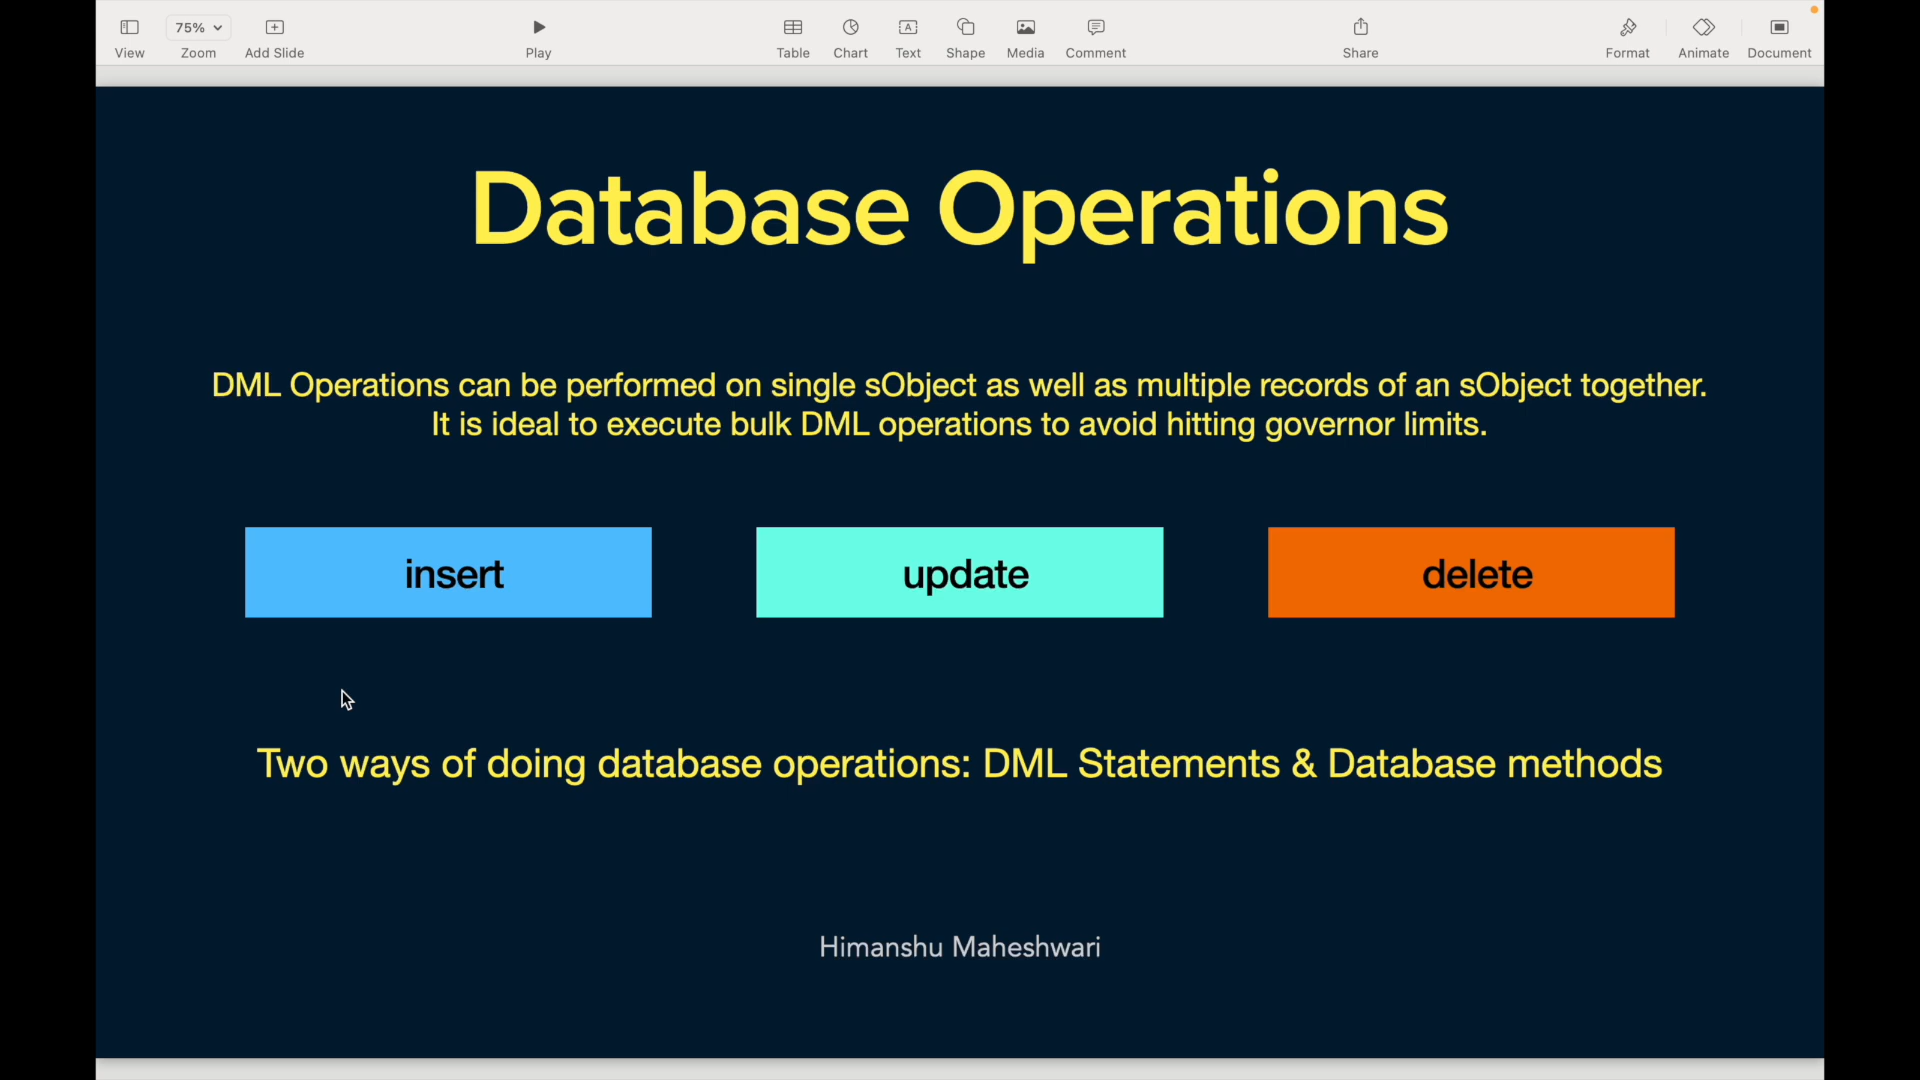 75%
View
Zoom
Add Slide
Play
Table
Chart
Text
Shape
Media
Comment
Share
Format
Animate
Document
Database Operations
DML Operations can be performed on single sObject as well as multiple records of an sObject together.
It is ideal to execute bulk DML operations to avoid hitting governor limits.
insert
update
delete
Two ways of doing database operations: DML Statements & Database methods
Himanshu Maheshwari